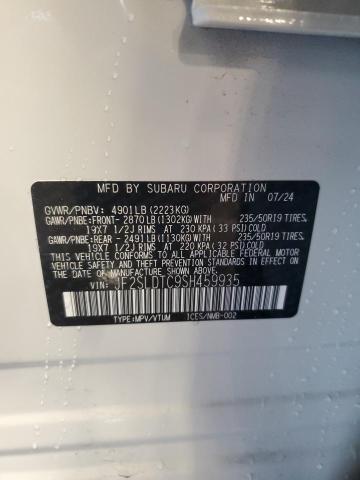 MFD BY SUBARU CORPORATION 07/24
GVWR/PNBV: 4901LB(2223KG)
GAWR/PNBE:FRONT- 2870LB(1302KG)WITH 235/50R19 TIRES,
19X7 1/2J RIMS AT 230 KPA (33 PSI)COLD
GAWR/PNBE:REAR - 2491LB(1130KG)WITH 235/50R19 TIRES,
19X7 1/2J RIMS AT 220 KPA (32 PSI)COLD
THIS VEHICLE CONFORMS TO ALL APPLICABLE FEDERAL MOTOR
VEHICLE SAFETY AND THEFT PREVENTION STANDARDS IN EFFECT
ON THE DATE OF MANUFACTURE SHOWN ABOVE.
VIN: JF2SLDTC9SH459935
TYPE:MPV/VTUM ICES/NMB-002